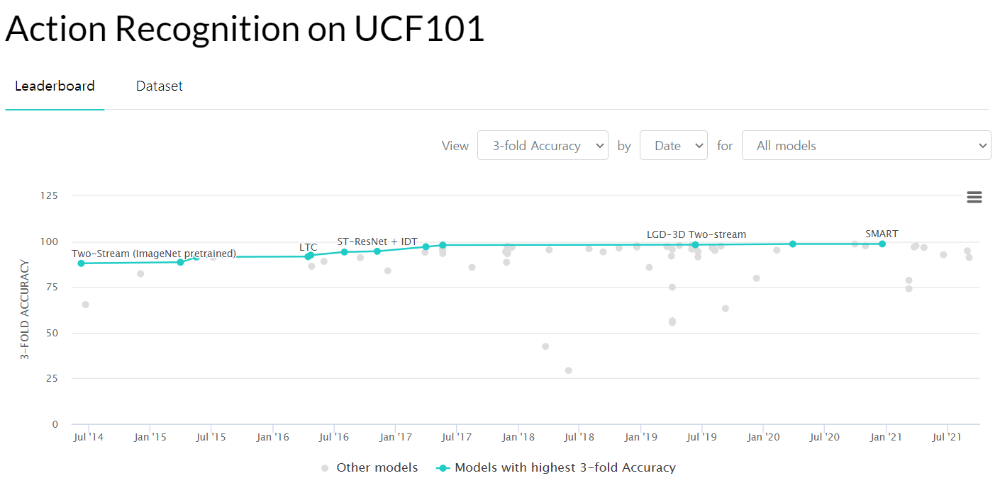 Action Recognition on UCF101
Leaderboard Dataset
View 3-fold Accuracy by Date for All models
125
100
75
50
25
0
3-FOLD ACCURACY
Two-Stream (ImageNet pretrained)
LTC
ST-ResNet + IDT
LGD-3D Two-stream
SMART
Jul '14 Jan '15 Jul '15 Jan '16 Jul '16 Jan '17 Jul '17 Jan '18 Jul '18 Jan '19 Jul '19 Jan '20 Jul '20 Jan '21 Jul '21
Other models Models with highest 3-fold Accuracy